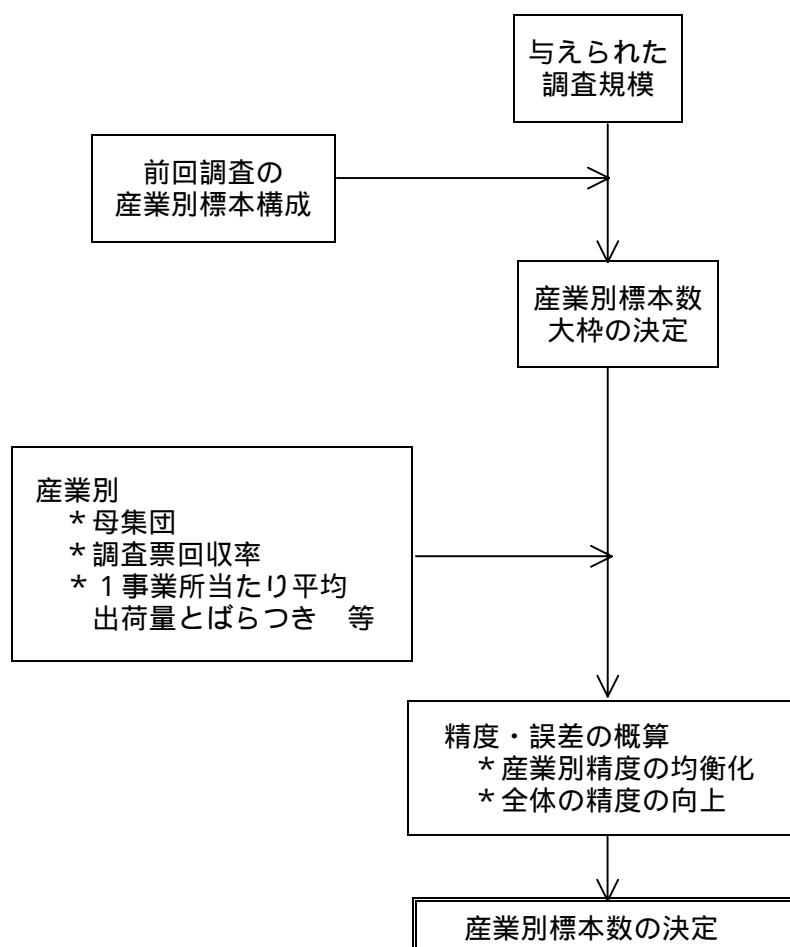 与えられた
調査規模
前回調査の
産業別標本構成
産業別標本数
大枠の決定
産業別
＊母集団
＊調査票回収率
＊１事業所当たり平均
出荷量とばらつき　等
精度・誤差の概算
＊産業別精度の均衡化
＊全体の精度の向上
産業別標本数の決定